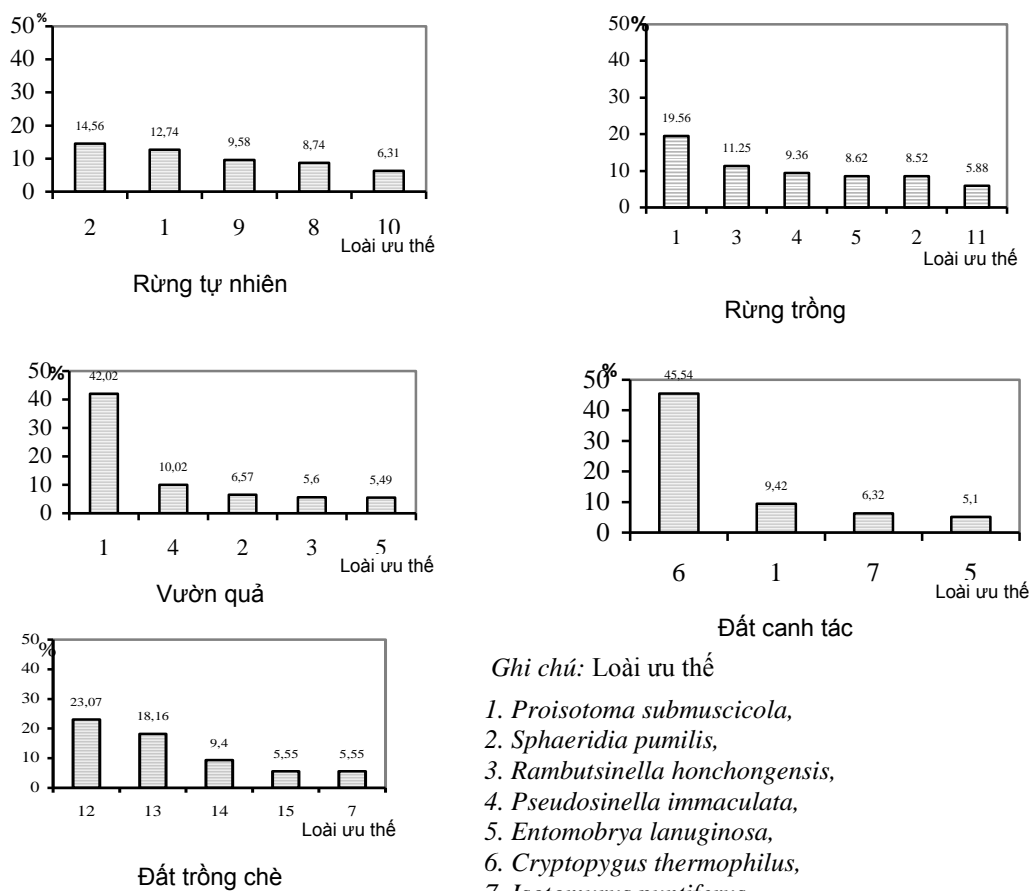 50%
40
30
20
10
0
14,56
12,74
9,58
8,74
6,31
2 1 9 8 10
Loài ưu thế
Rừng tự nhiên
50%
40
30
20
10
0
19.56
11.25
9.36
8.62
8.52
5.88
1 3 4 5 2 11
Loài ưu thế
Rừng trồng
50%
40
30
20
10
0
42,02
10,02
6,57
5,6
5,49
1 4 2 3 5
Loài ưu thế
Vườn quả
50%
40
30
20
10
0
45,54
9,42
6,32
5,1
6 1 7 5
Loài ưu thế
Đất canh tác
50%
40
30
20
10
0
23,07
18,16
9,4
5,55
5,55
12 13 14 15 7
Loài ưu thế
Đất trồng chè
Ghi chú: Loài ưu thế
1. Proisotoma submuscicola,
2. Sphaeridia pumilis,
3. Rambutsinella honchongensis,
4. Pseudosinella immaculata,
5. Entomobrya lanuginosa,
6. Cryptopygus thermophilus,